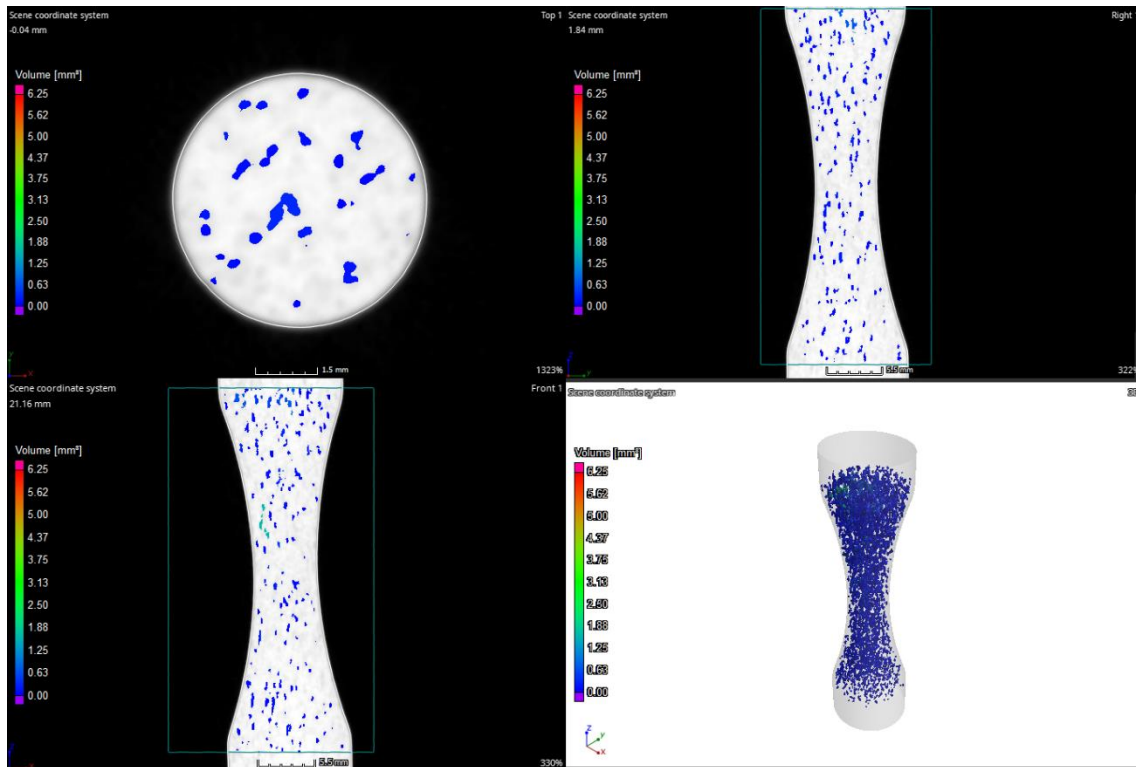 Scene coordinate system
-0.04 mm
Top 1
Volume [mm³]
6.25
5.62
5.00
4.37
3.75
3.13
2.50
1.88
1.25
0.63
0.00
1.5 mm
1323%
Scene coordinate system
1.84 mm
Right
Volume [mm³]
6.25
5.62
5.00
4.37
3.75
3.13
2.50
1.88
1.25
0.63
0.00
5.5 mm
322%
Scene coordinate system
21.16 mm
Front 1
Volume [mm³]
6.25
5.62
5.00
4.37
3.75
3.13
2.50
1.88
1.25
0.63
0.00
5.5 mm
330%
Scene coordinate system
Volume [mm³]
6.25
5.62
5.00
4.37
3.75
3.13
2.50
1.88
1.25
0.63
0.00
z
y
x